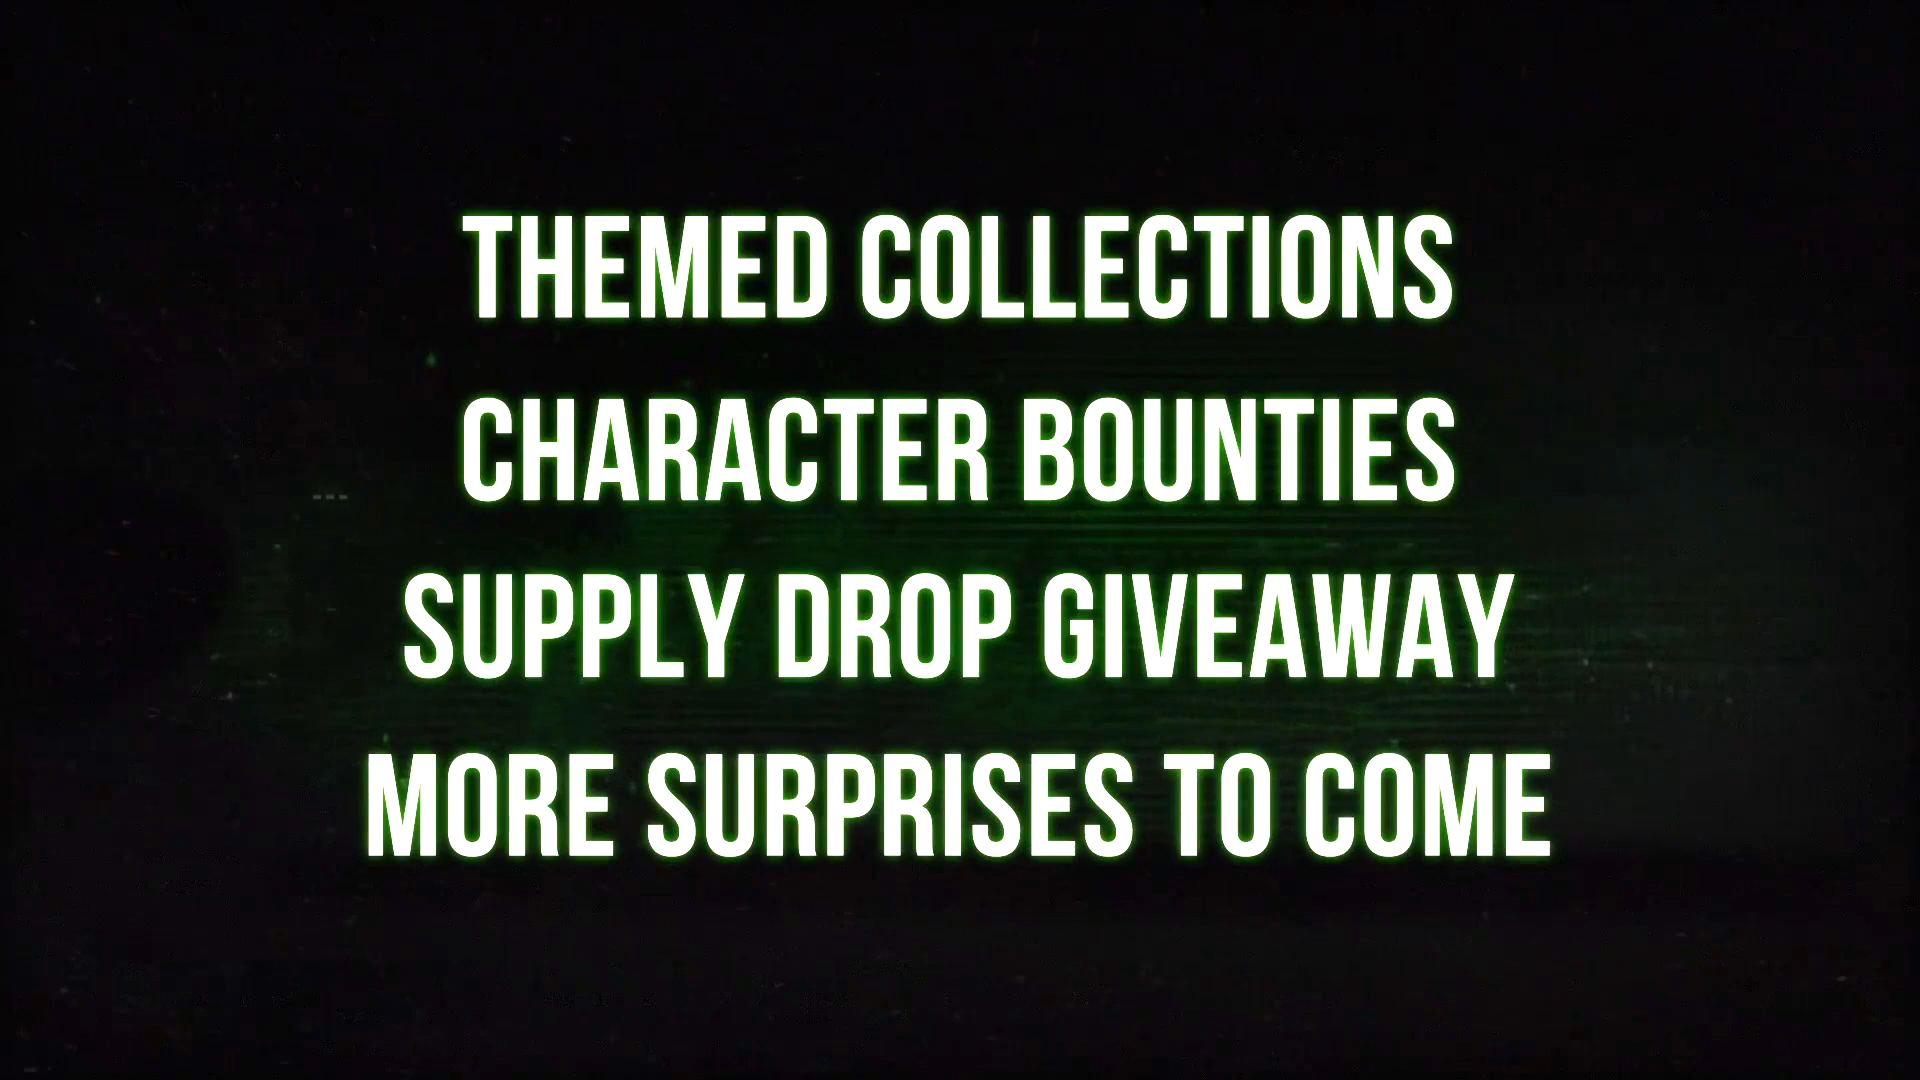 THEMED COLLECTIONS
CHARACTER BOUNTIES
SUPPLY DROP GIVEAWAY
MORE SURPRISES TO COME